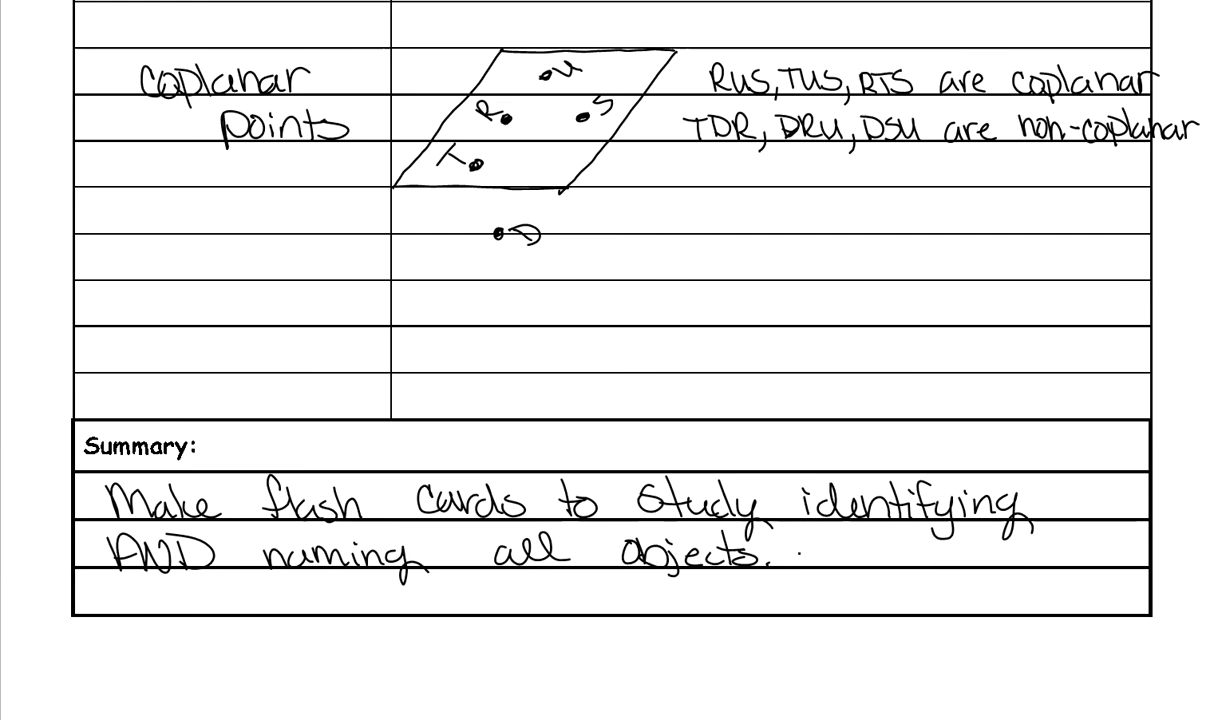 Coplanar
points
U
R
S
T
D
RUS, TUS, RTS are coplanar
TDR, DRU, DSU are non-coplanar
Summary:
Make flash cards to study identifying
AND naming all objects.